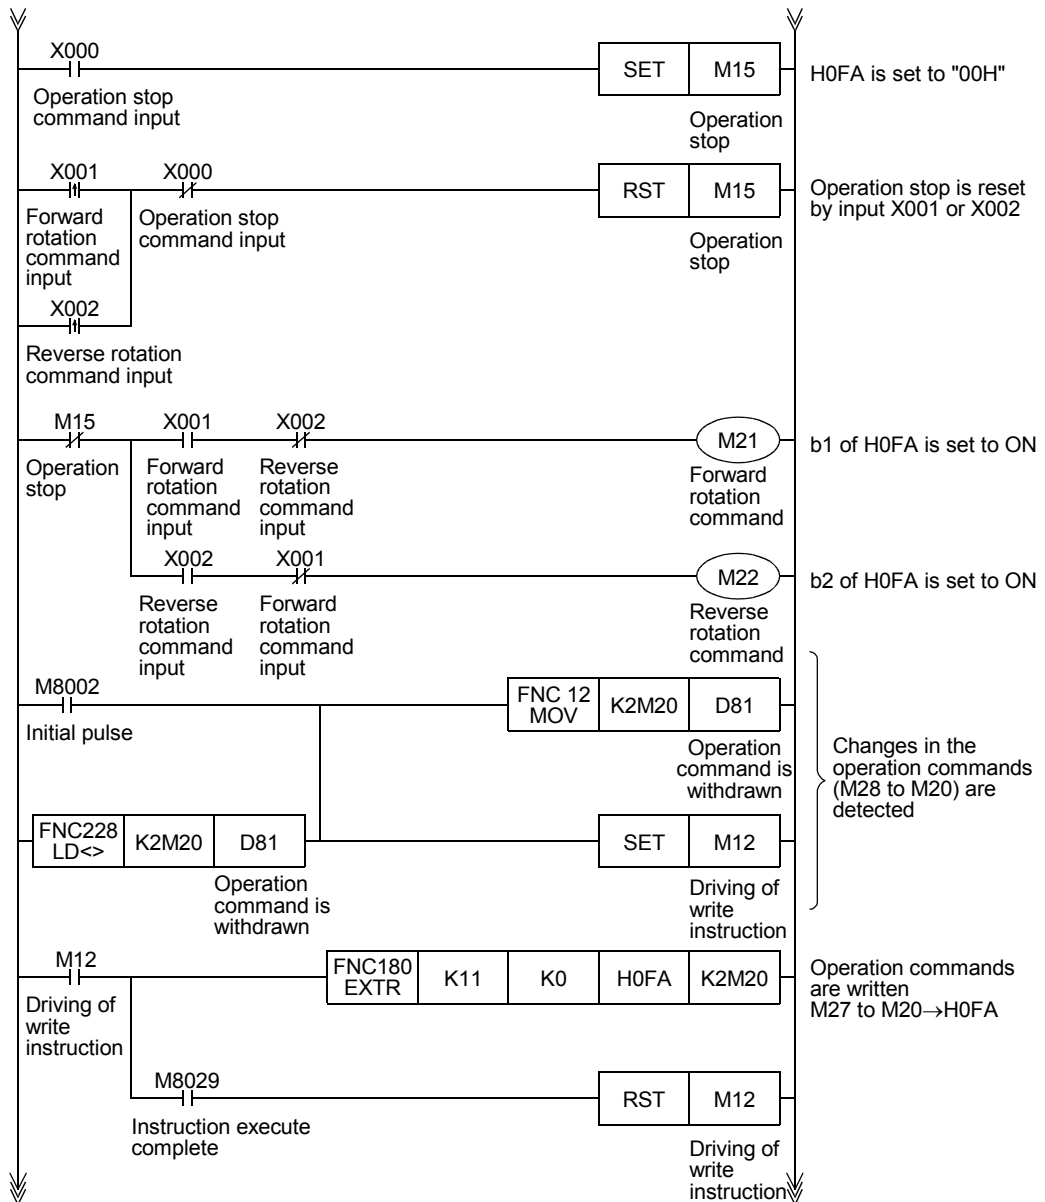 X000
SET M15
H0FA is set to "00H"
Operation stop
command input
Operation
stop
X001 X000
RST M15
Operation stop is reset
by input X001 or X002
Forward
rotation
command
input
Operation stop
command input
Operation
stop
X002
Reverse rotation
command input
M15 X001 X002
M21
b1 of H0FA is set to ON
Operation
stop
Forward
rotation
command
input
Reverse
rotation
command
input
Forward
rotation
command
X002 X001
M22
b2 of H0FA is set to ON
Reverse
rotation
command
input
Forward
rotation
command
input
Reverse
rotation
command
M8002
FNC 12
MOV
K2M20 D81
Initial pulse
Operation
command is
withdrawn
Changes in the
operation commands
(M28 to M20) are
detected
FNC228
LD<>
K2M20 D81
SET M12
Operation
command is
withdrawn
Driving of
write
instruction
M12
FNC180
EXTR
K11 K0 H0FA K2M20
Operation commands
are written
M27 to M20→H0FA
Driving of
write
instruction
M8029
RST M12
Instruction execute
complete
Driving of
write
instruction